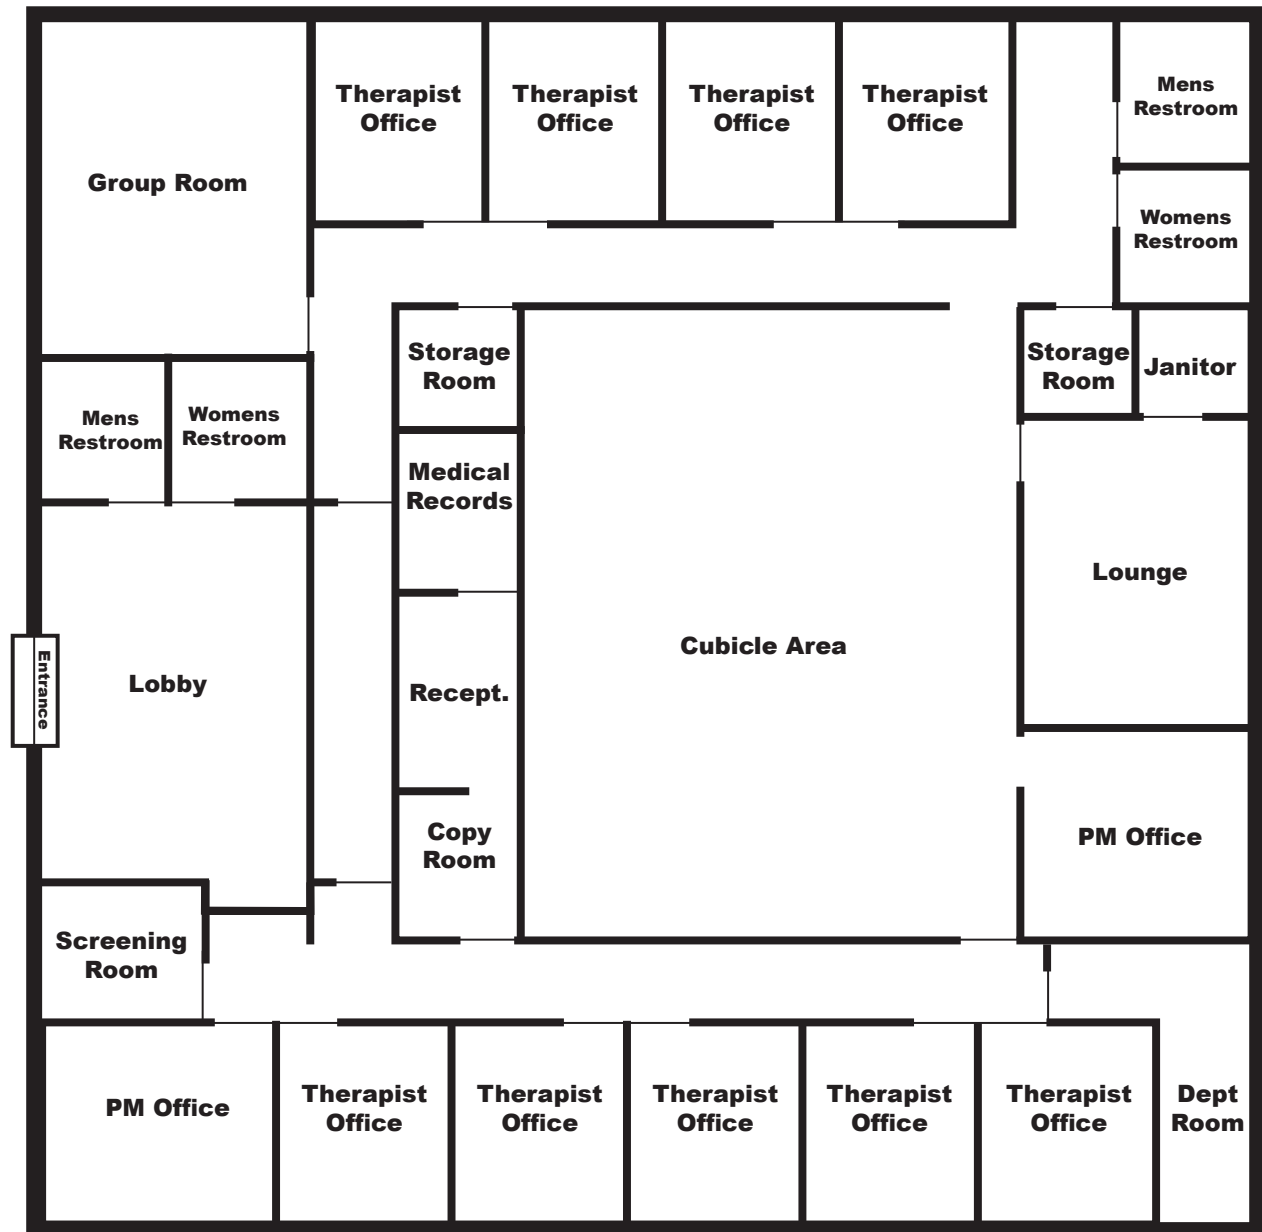 Therapist
Office
Therapist
Office
Therapist
Office
Therapist
Office
Mens
Restroom
Group Room
Womens
Restroom
Storage
Room
Storage
Room
Janitor
Mens
Restroom
Womens
Restroom
Medical
Records
Lounge
Entrance
Lobby
Recept.
Cubicle Area
Copy
Room
PM Office
Screening
Room
PM Office
Therapist
Office
Therapist
Office
Therapist
Office
Therapist
Office
Therapist
Office
Dept
Room